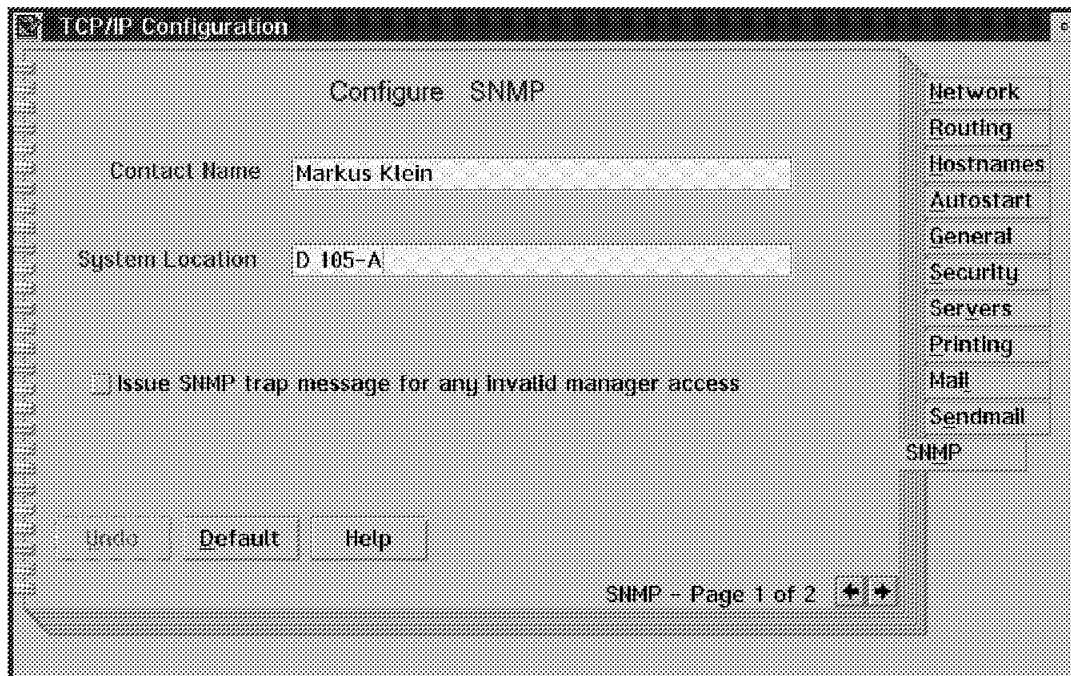 TCP/IP Configuration
Configure SNMP
Contact Name Markus Klein
System Location D 105-A
Issue SNMP trap message for any invalid manager access
Undo Default Help
SNMP - Page 1 of 2
Network
Routing
Hostnames
Autostart
General
Security
Servers
Printing
Mail
Sendmail
SNMP